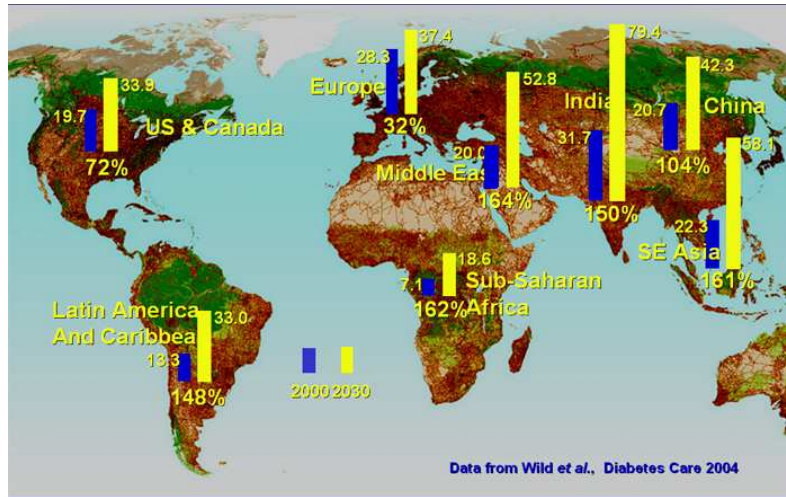 33.9
19.7
US & Canada
72%
37.4
28.3
Europe
32%
52.8
20.0
Middle Eas
164%
79.4
India
31.7
150%
42.3
20.7
China
104%
58.1
22.3
SE Asia
161%
18.6
7.1
Sub-Saharan
162% Africa
Latin America
And Caribbea
33.0
13.3
148%
2000 2030
Data from Wild et al., Diabetes Care 2004